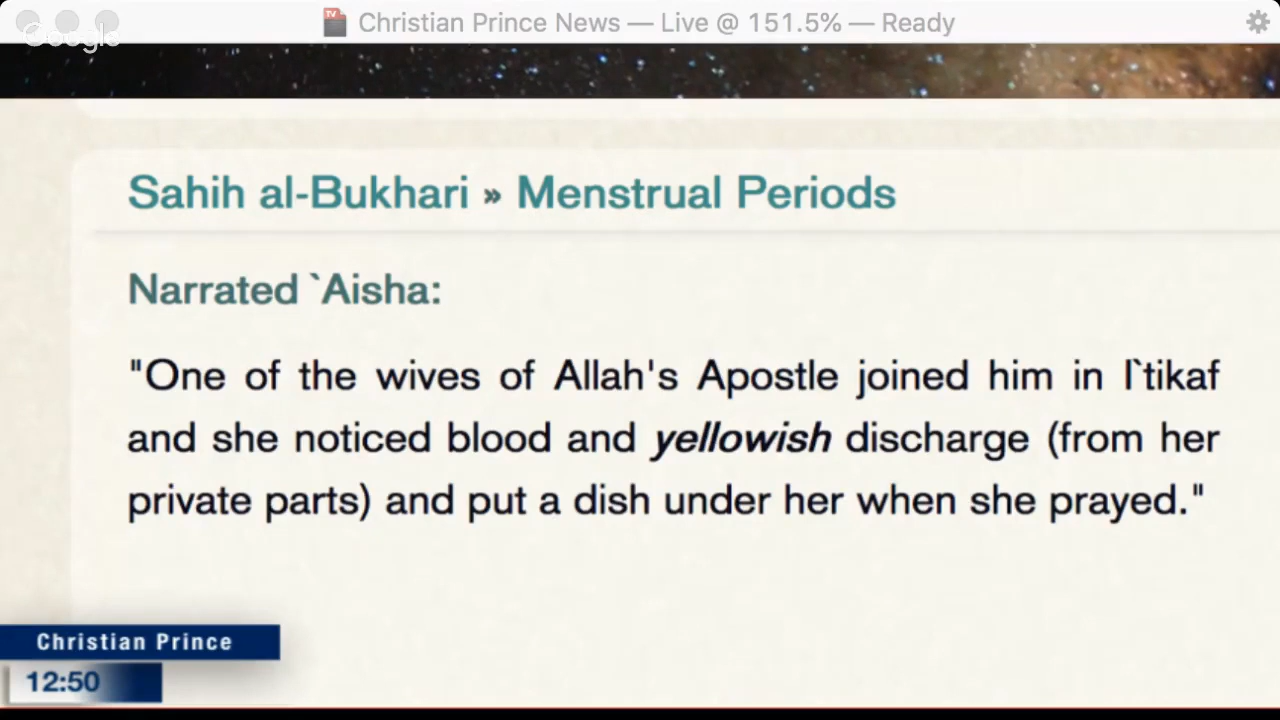 TV
Christian Prince News — Live @ 151.5% — Ready
Google
Sahih al-Bukhari » Menstrual Periods
Narrated `Aisha:
"One of the wives of Allah's Apostle joined him in I`tikaf
and she noticed blood and yellowish discharge (from her
private parts) and put a dish under her when she prayed."
Christian Prince
12:50